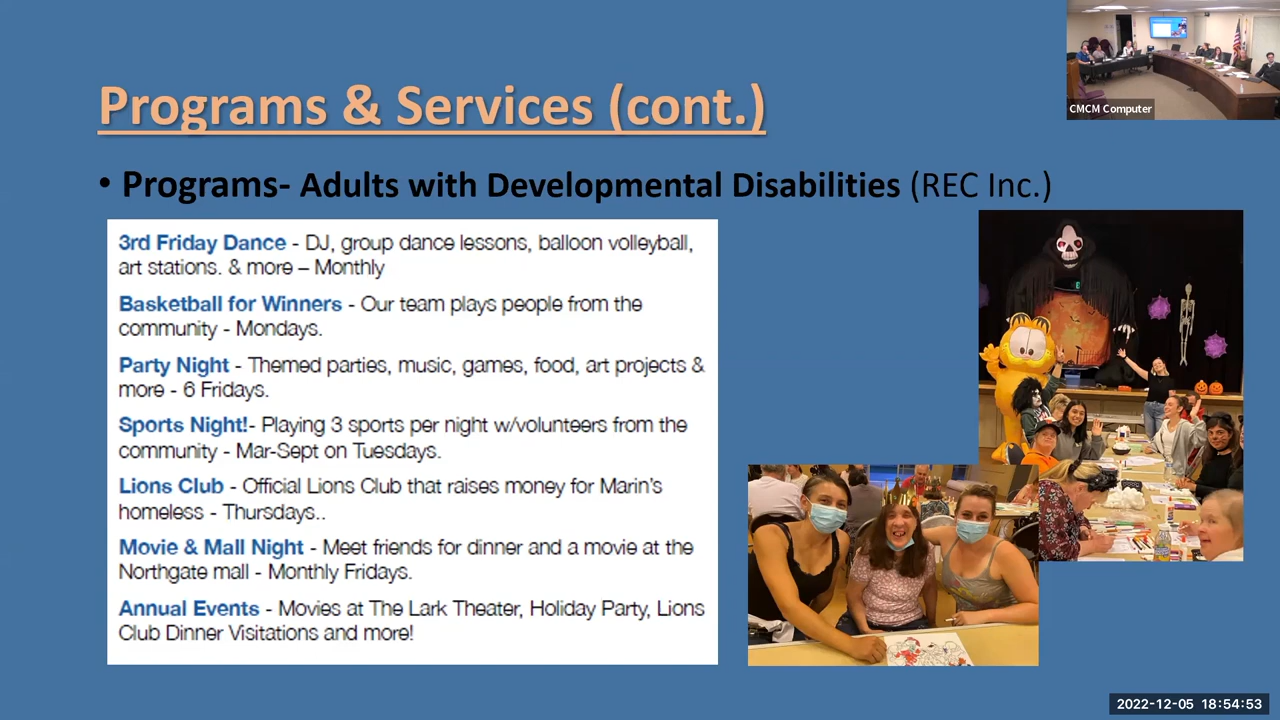 CMCM Computer
Programs & Services (cont.)
• Programs- Adults with Developmental Disabilities (REC Inc.)
3rd Friday Dance - DJ, group dance lessons, balloon volleyball,
art stations. & more – Monthly
Basketball for Winners - Our team plays people from the
community - Mondays.
Party Night - Themed parties, music, games, food, art projects &
more - 6 Fridays.
Sports Night!- Playing 3 sports per night w/volunteers from the
community - Mar-Sept on Tuesdays.
Lions Club - Official Lions Club that raises money for Marin's
homeless - Thursdays..
Movie & Mall Night - Meet friends for dinner and a movie at the
Northgate mall - Monthly Fridays.
Annual Events - Movies at The Lark Theater, Holiday Party, Lions
Club Dinner Visitations and more!
2022-12-05 18:54:53